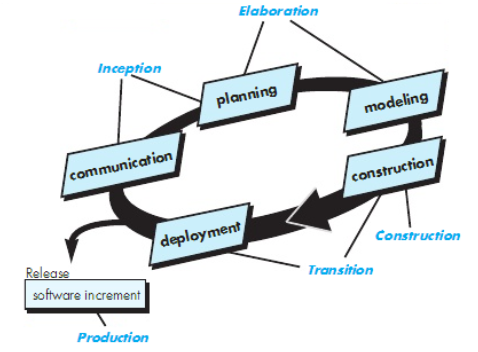 Elaboration
Inception
planning
modeling
communication
construction
deployment
Construction
Transition
Release
software increment
Production